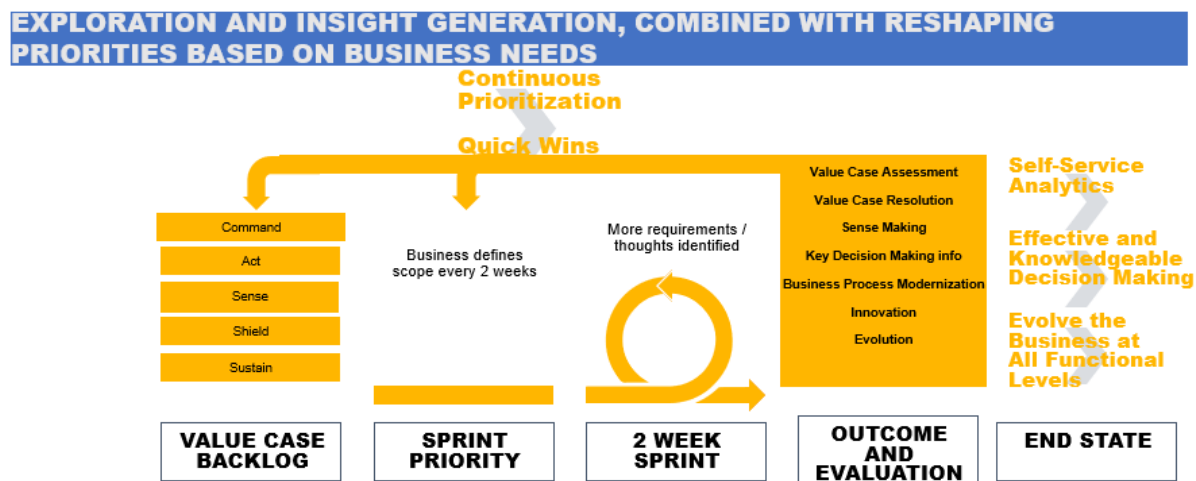 EXPLORATION AND INSIGHT GENERATION, COMBINED WITH RESHAPING
PRIORITIES BASED ON BUSINESS NEEDS
Continuous
Prioritization
Quick Wins
Command
Act
Sense
Shield
Sustain
Business defines
scope every 2 weeks
More requirements /
thoughts identified
Value Case Assessment
Value Case Resolution
Sense Making
Key Decision Making info
Business Process Modernization
Innovation
Evolution
Self-Service
Analytics
Effective and
Knowledgeable
Decision Making
Evolve the
Business at
All Functional
Levels
VALUE CASE
BACKLOG
SPRINT
PRIORITY
2 WEEK
SPRINT
OUTCOME
AND
EVALUATION
END STATE